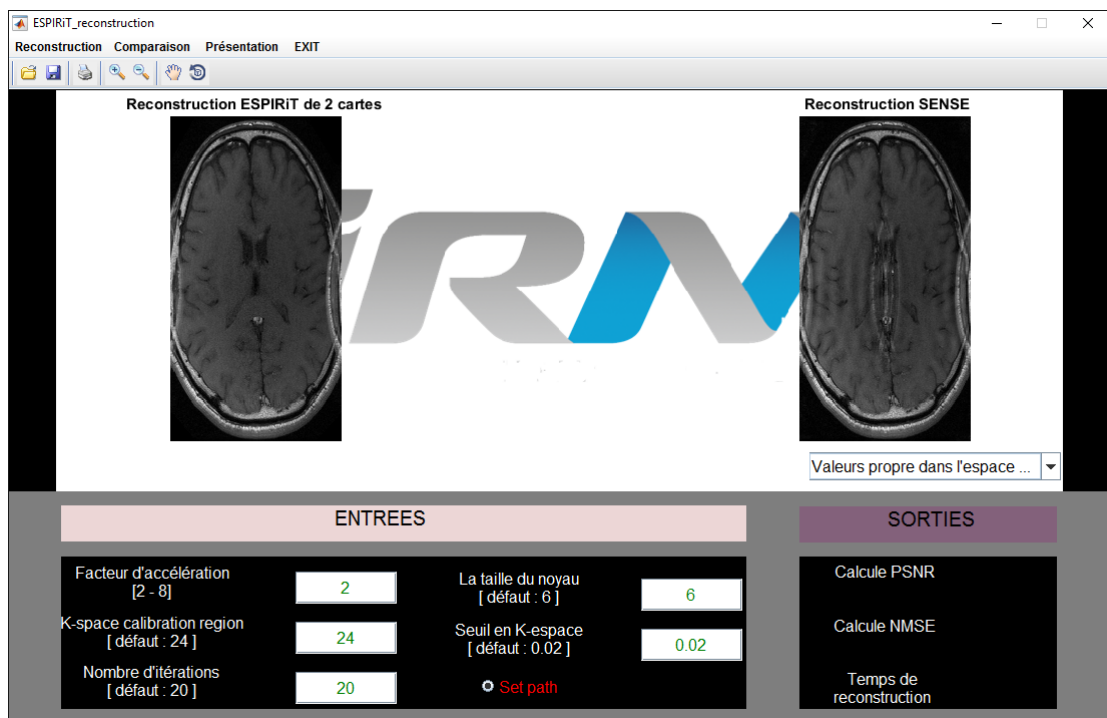 ESPIRiT_reconstruction
Reconstruction Comparaison Présentation EXIT
Reconstruction ESPIRiT de 2 cartes
Reconstruction SENSE
iRM
Valeurs propre dans l'espace ...
ENTREES
SORTIES
Facteur d'accélération
[2 - 8]
2
La taille du noyau
[ défaut : 6 ]
6
Calcule PSNR
K-space calibration region
[ défaut : 24 ]
24
Seuil en K-espace
[ défaut : 0.02 ]
0.02
Calcule NMSE
Nombre d'itérations
[ défaut : 20 ]
20
Set path
Temps de
reconstruction